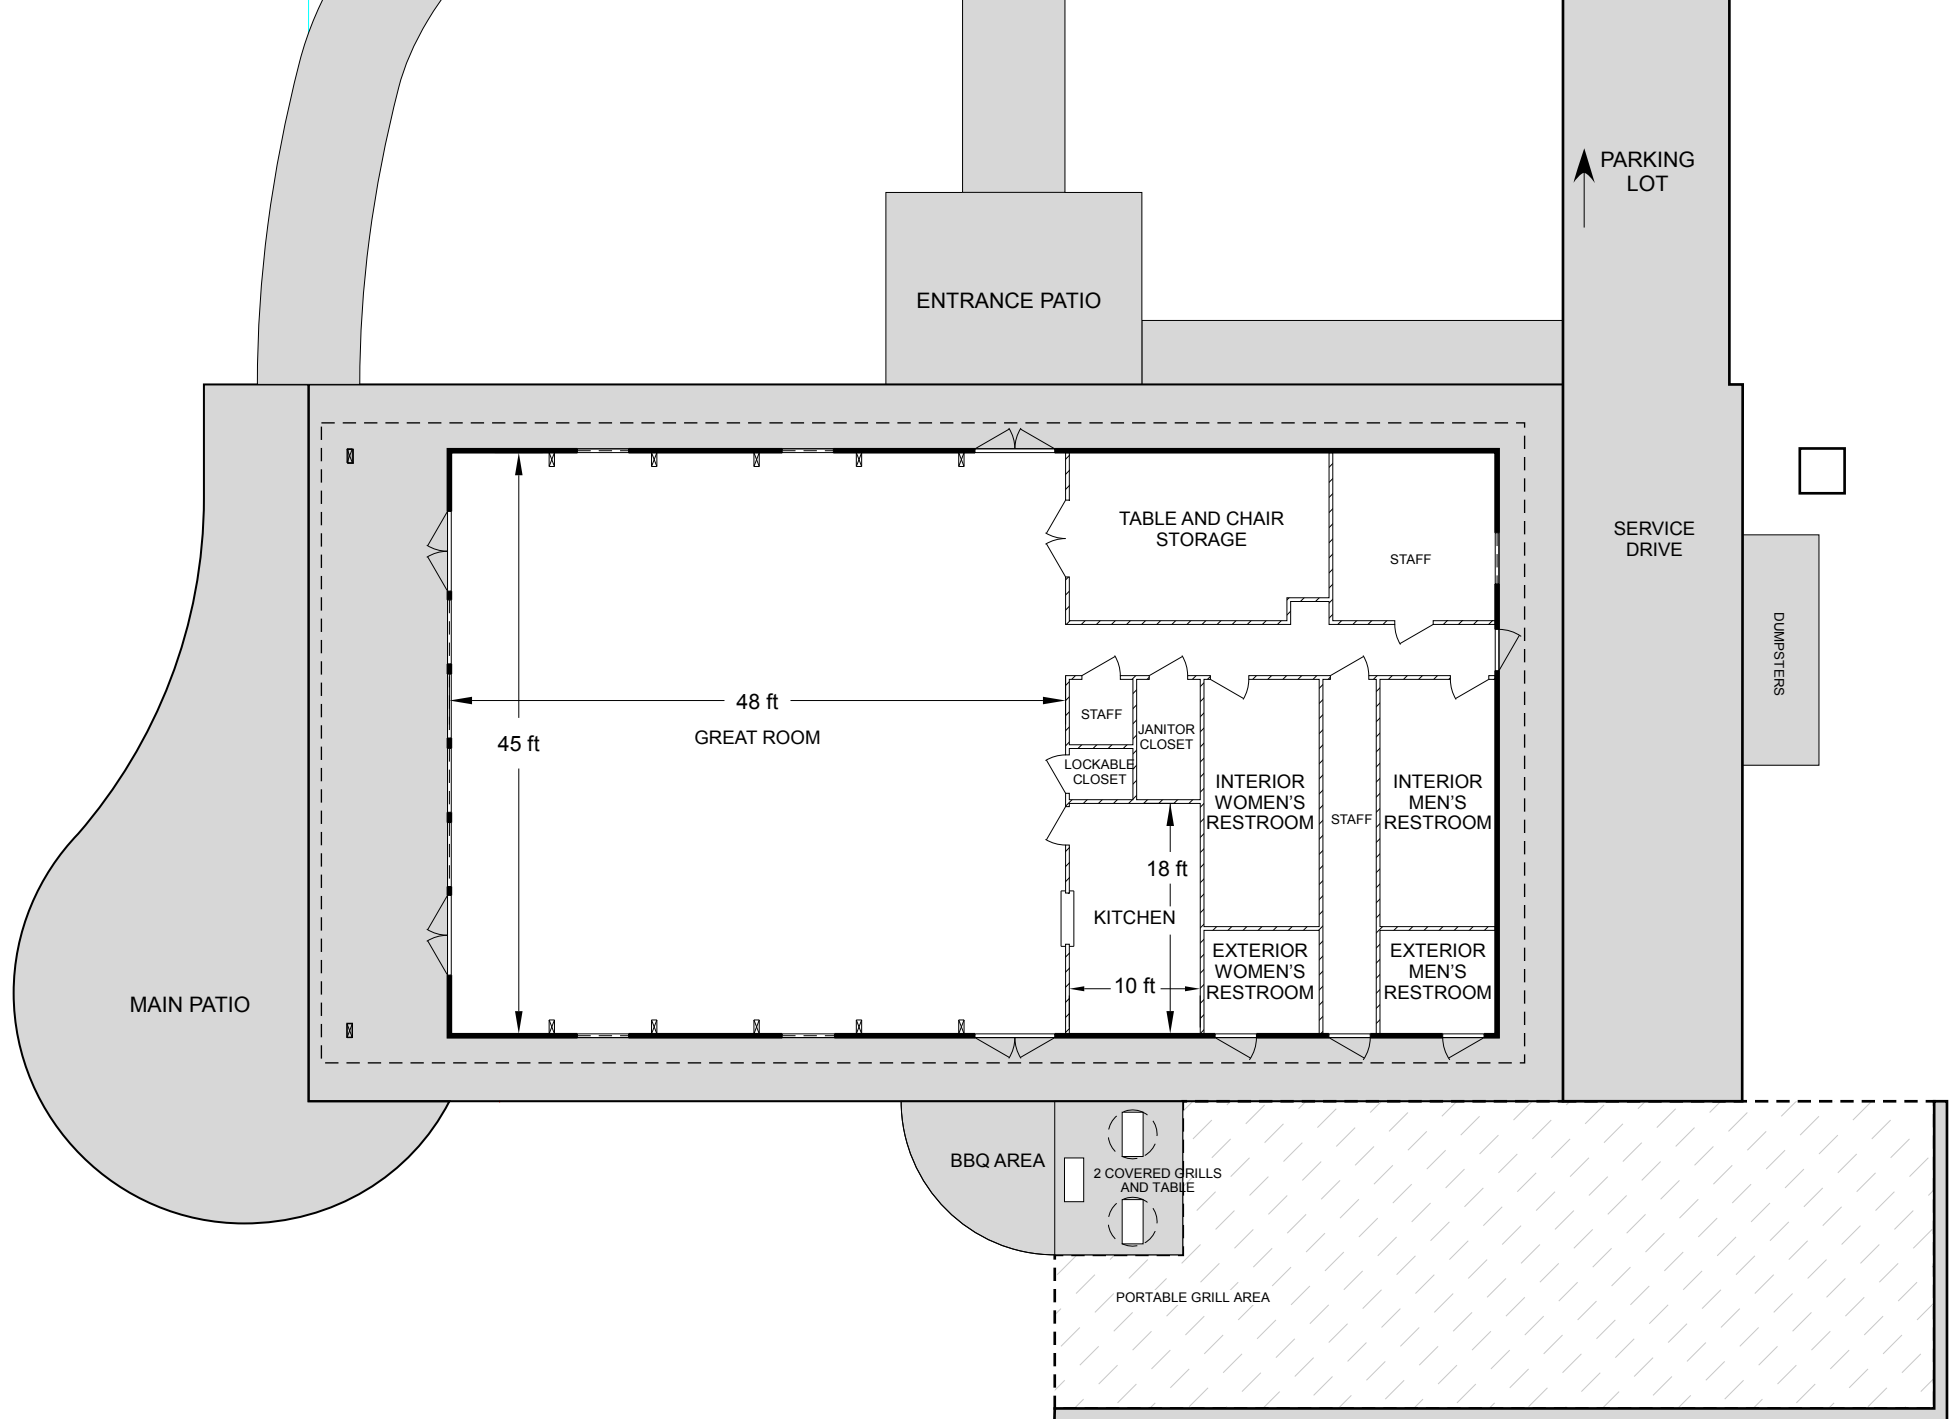 PARKING
LOT
ENTRANCE PATIO
TABLE AND CHAIR
STORAGE
STAFF
SERVICE
DRIVE
DUMPSTERS
48 ft
45 ft
GREAT ROOM
STAFF
JANITOR
CLOSET
LOCKABLE
CLOSET
INTERIOR
WOMEN'S
RESTROOM
STAFF
INTERIOR
MEN'S
RESTROOM
18 ft
KITCHEN
10 ft
EXTERIOR
WOMEN'S
RESTROOM
EXTERIOR
MEN'S
RESTROOM
MAIN PATIO
BBQ AREA
2 COVERED GRILLS
AND TABLE
PORTABLE GRILL AREA